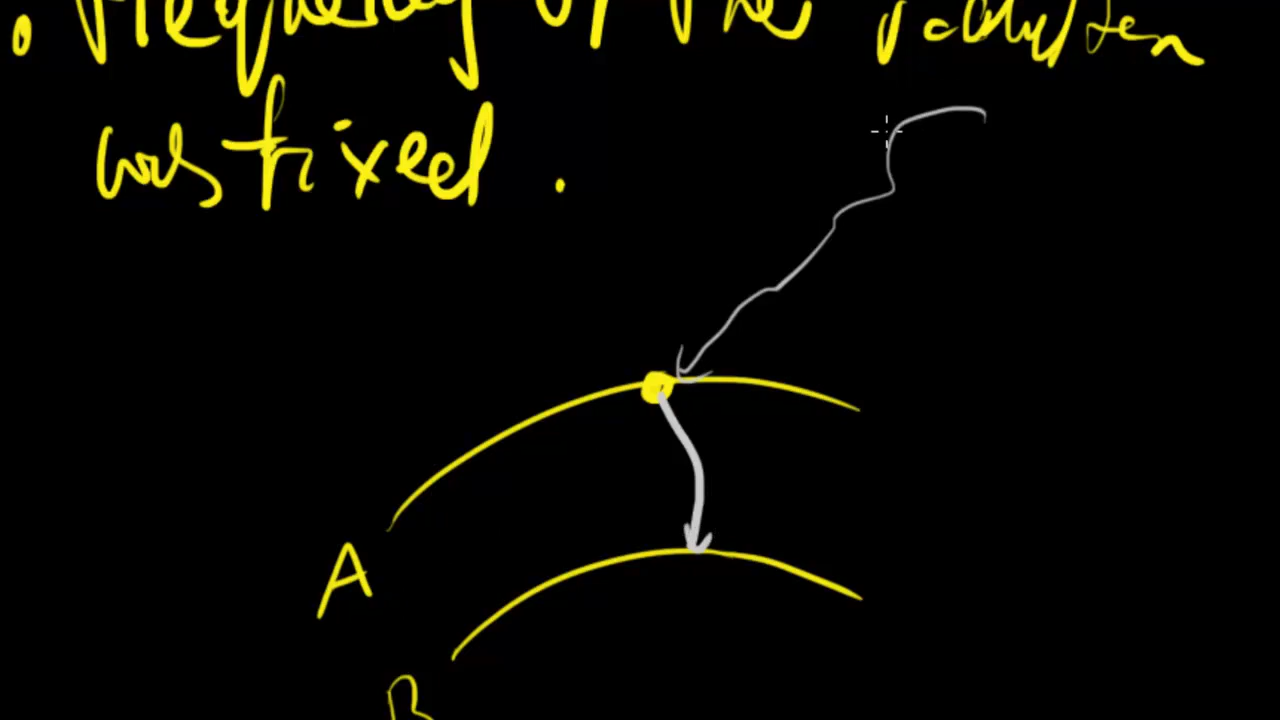 . frequency of the radiation
was fixed .
A
B